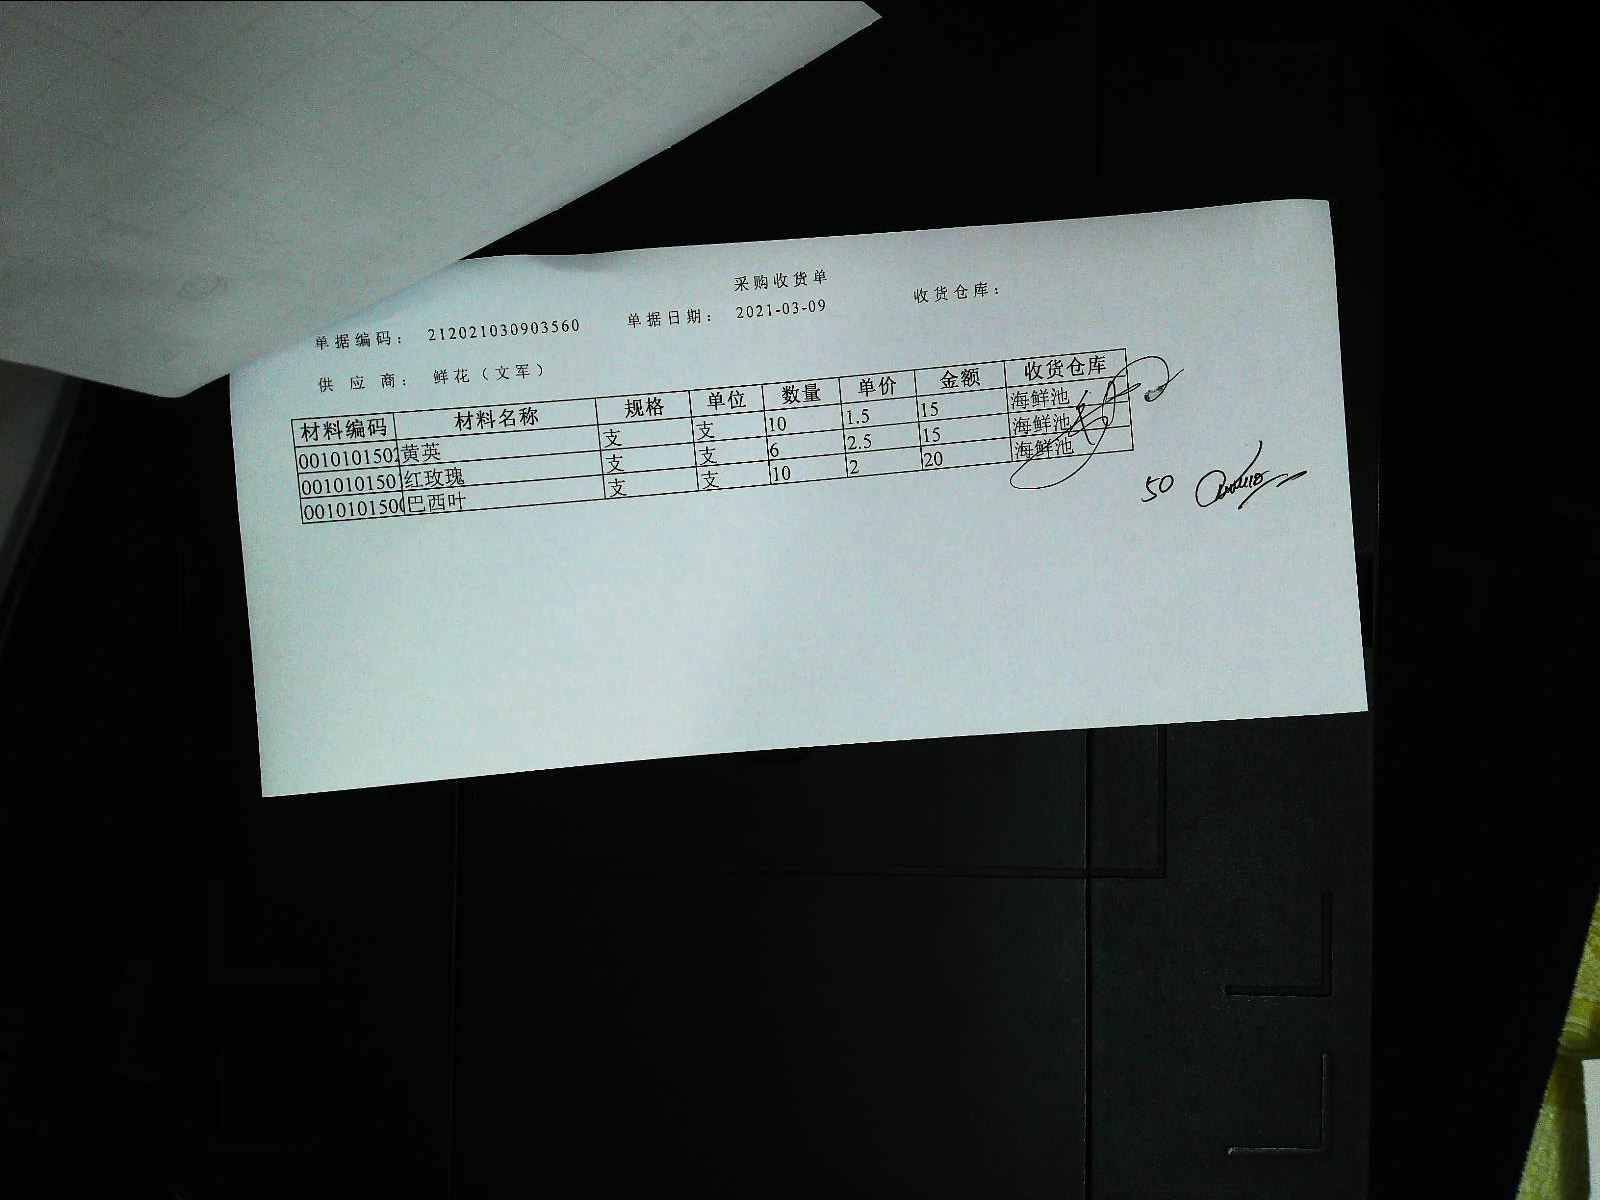 采购收货单
单据编码： 212021030903560 单据日期： 2021-03-09 收货仓库：
供 应 商： 鲜花（文军）
材料编码 材料名称 规格 单位 数量 单价 金额 收货仓库
0010101502 黄英 支 支 10 1.5 15 海鲜池
001010150 红玫瑰 支 支 6 2.5 15 海鲜池
001010150 巴西叶 支 支 10 2 20 海鲜池
50